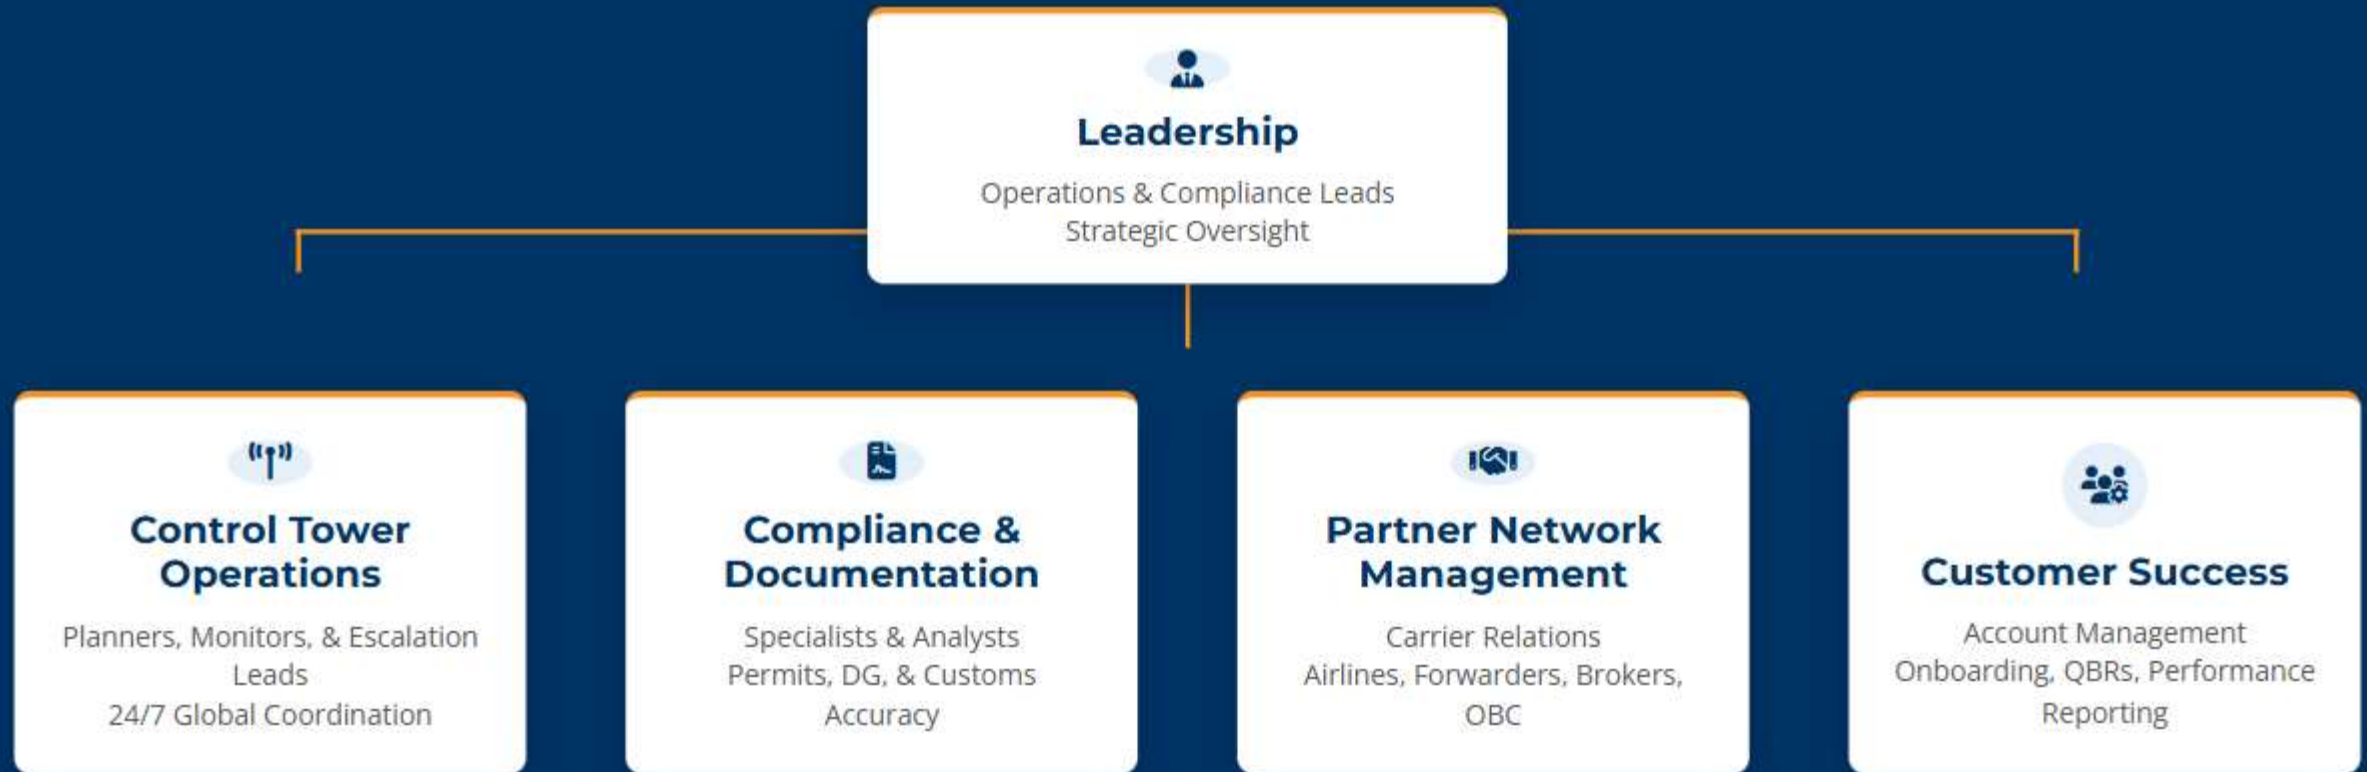 Leadership
Operations & Compliance Leads
Strategic Oversight
Control Tower
Operations
Planners, Monitors, & Escalation
Leads
24/7 Global Coordination
Compliance &
Documentation
Specialists & Analysts
Permits, DG, & Customs
Accuracy
Partner Network
Management
Carrier Relations
Airlines, Forwarders, Brokers,
OBC
Customer Success
Account Management
Onboarding, QBRs, Performance
Reporting